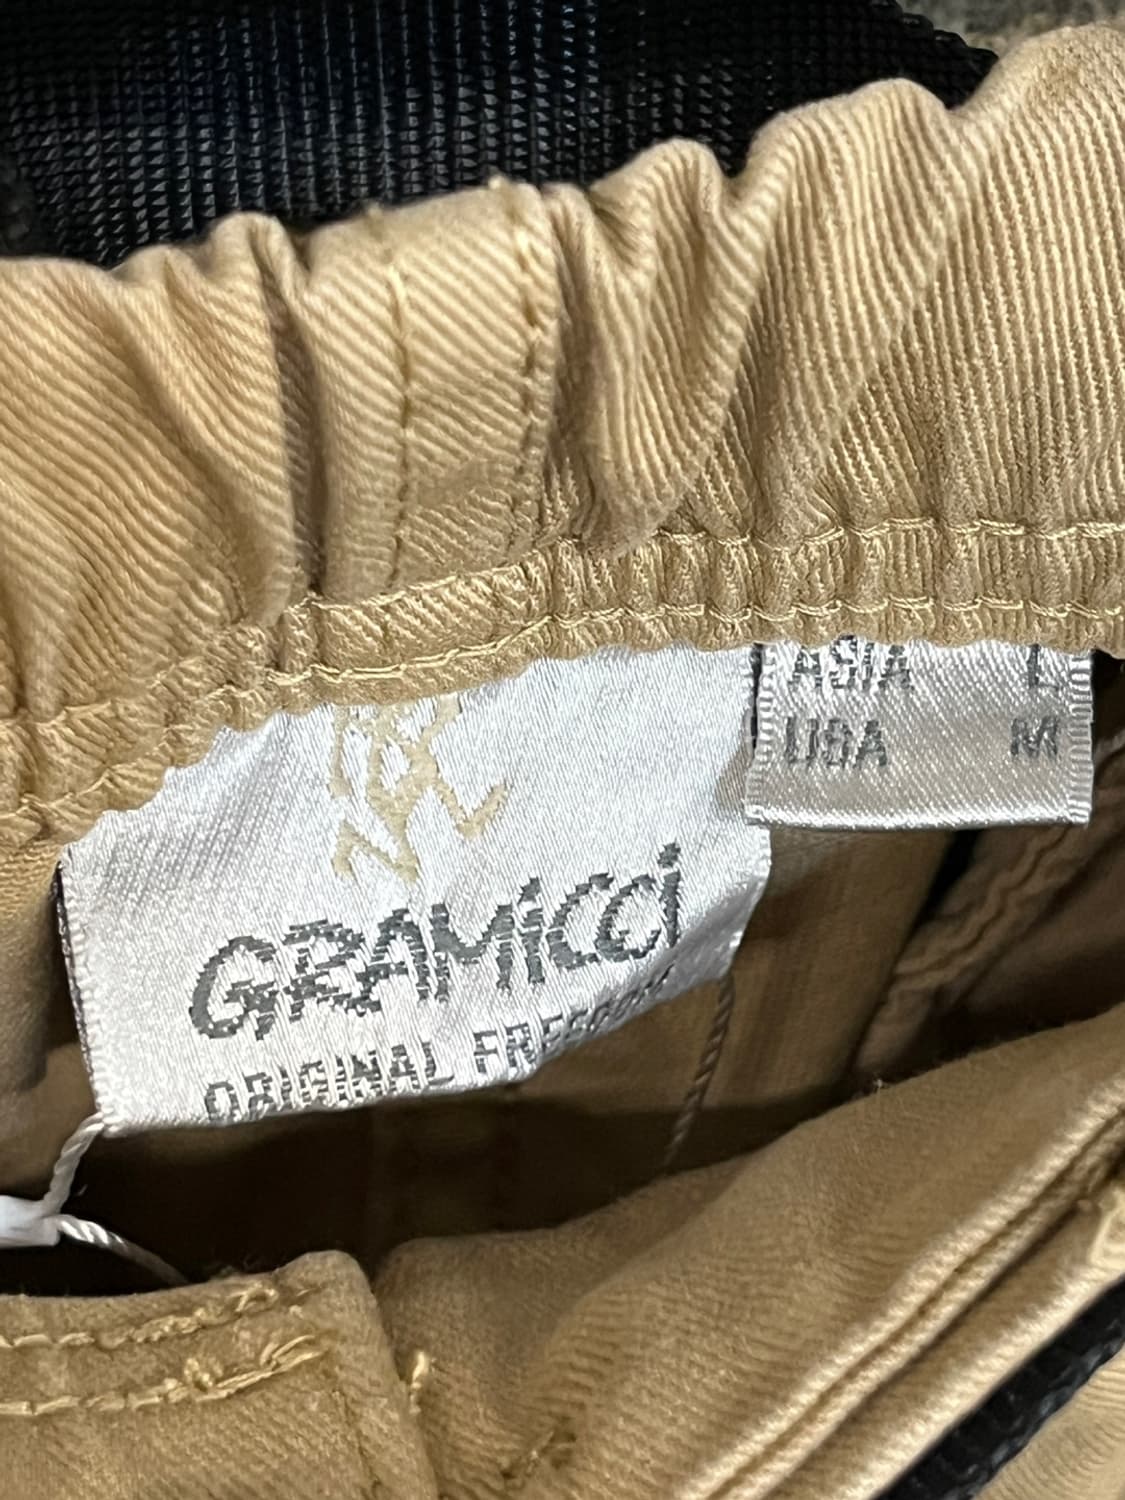 ASIA L
USA M
GRAMiCCi
ORIGINAL FREEDOM